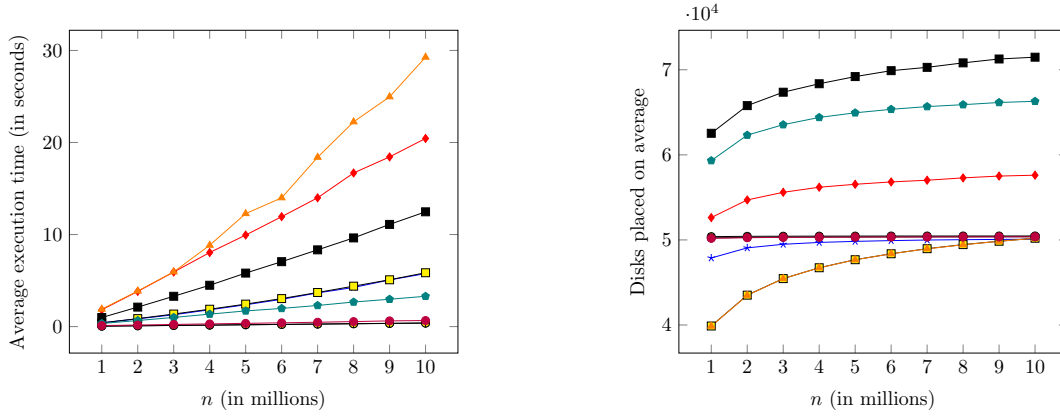 Average execution time (in seconds)
30
20
10
0
1 2 3 4 5 6 7 8 9 10
n (in millions)
·10^4
Disks placed on average
7
6
5
4
1 2 3 4 5 6 7 8 9 10
n (in millions)